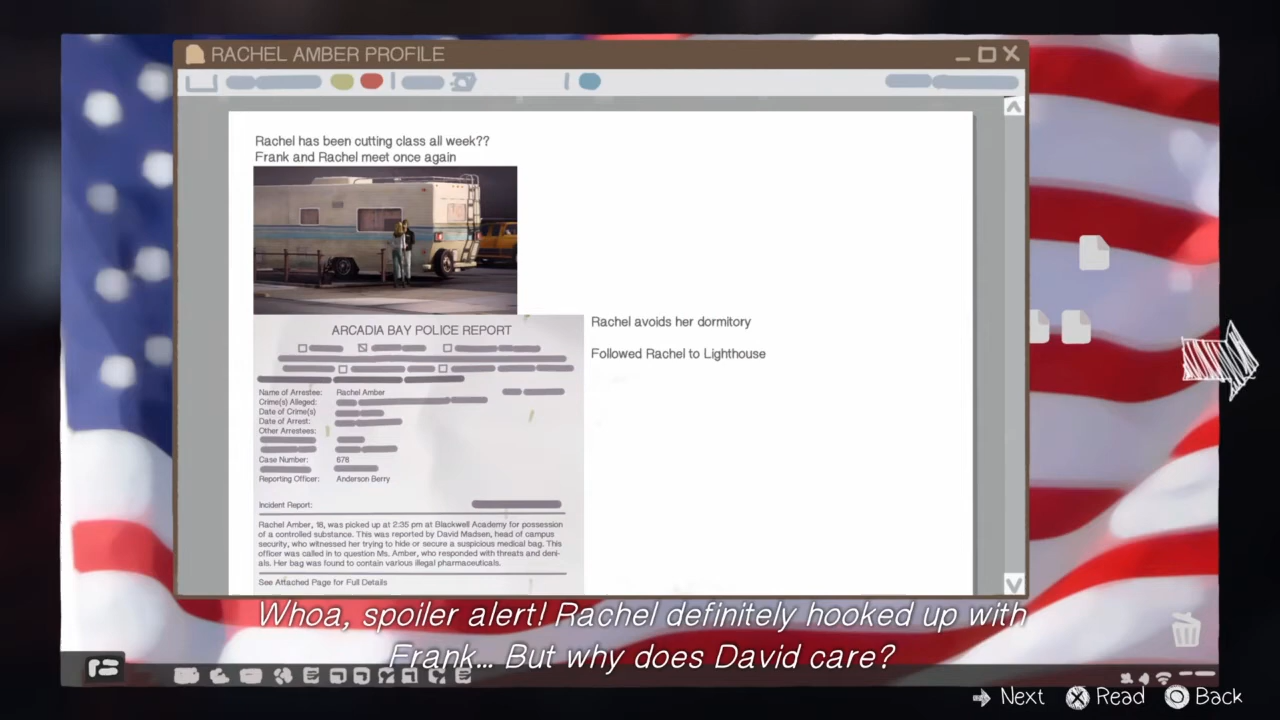 RACHEL AMBER PROFILE
Rachel has been cutting class all week??
Frank and Rachel meet once again
ARCADIA BAY POLICE REPORT
Rachel avoids her dormitory
Followed Rachel to Lighthouse
Name of Arrestee: Rachel Amber
Crime(s) Alleged:
Date of Crime(s)
Date of Arrest:
Other Arrestees:
Case Number: 678
Reporting Officer: Anderson Berry
Incident Report:
Rachel Amber, 18, was picked up at 2:35 pm at Blackwell Academy for possession
of a controlled substance. This was reported by David Madsen, head of campus
security, who witnessed her trying to hide or secure a suspicious medical bag. This
officer was called in to question Ms. Amber, who responded with threats and deni-
als. Her bag was found to contain various illegal pharmaceuticals.
See Attached Page for Full Details
Whoa, spoiler alert! Rachel definitely hooked up with
Frank... But why does David care?
Next Read Back